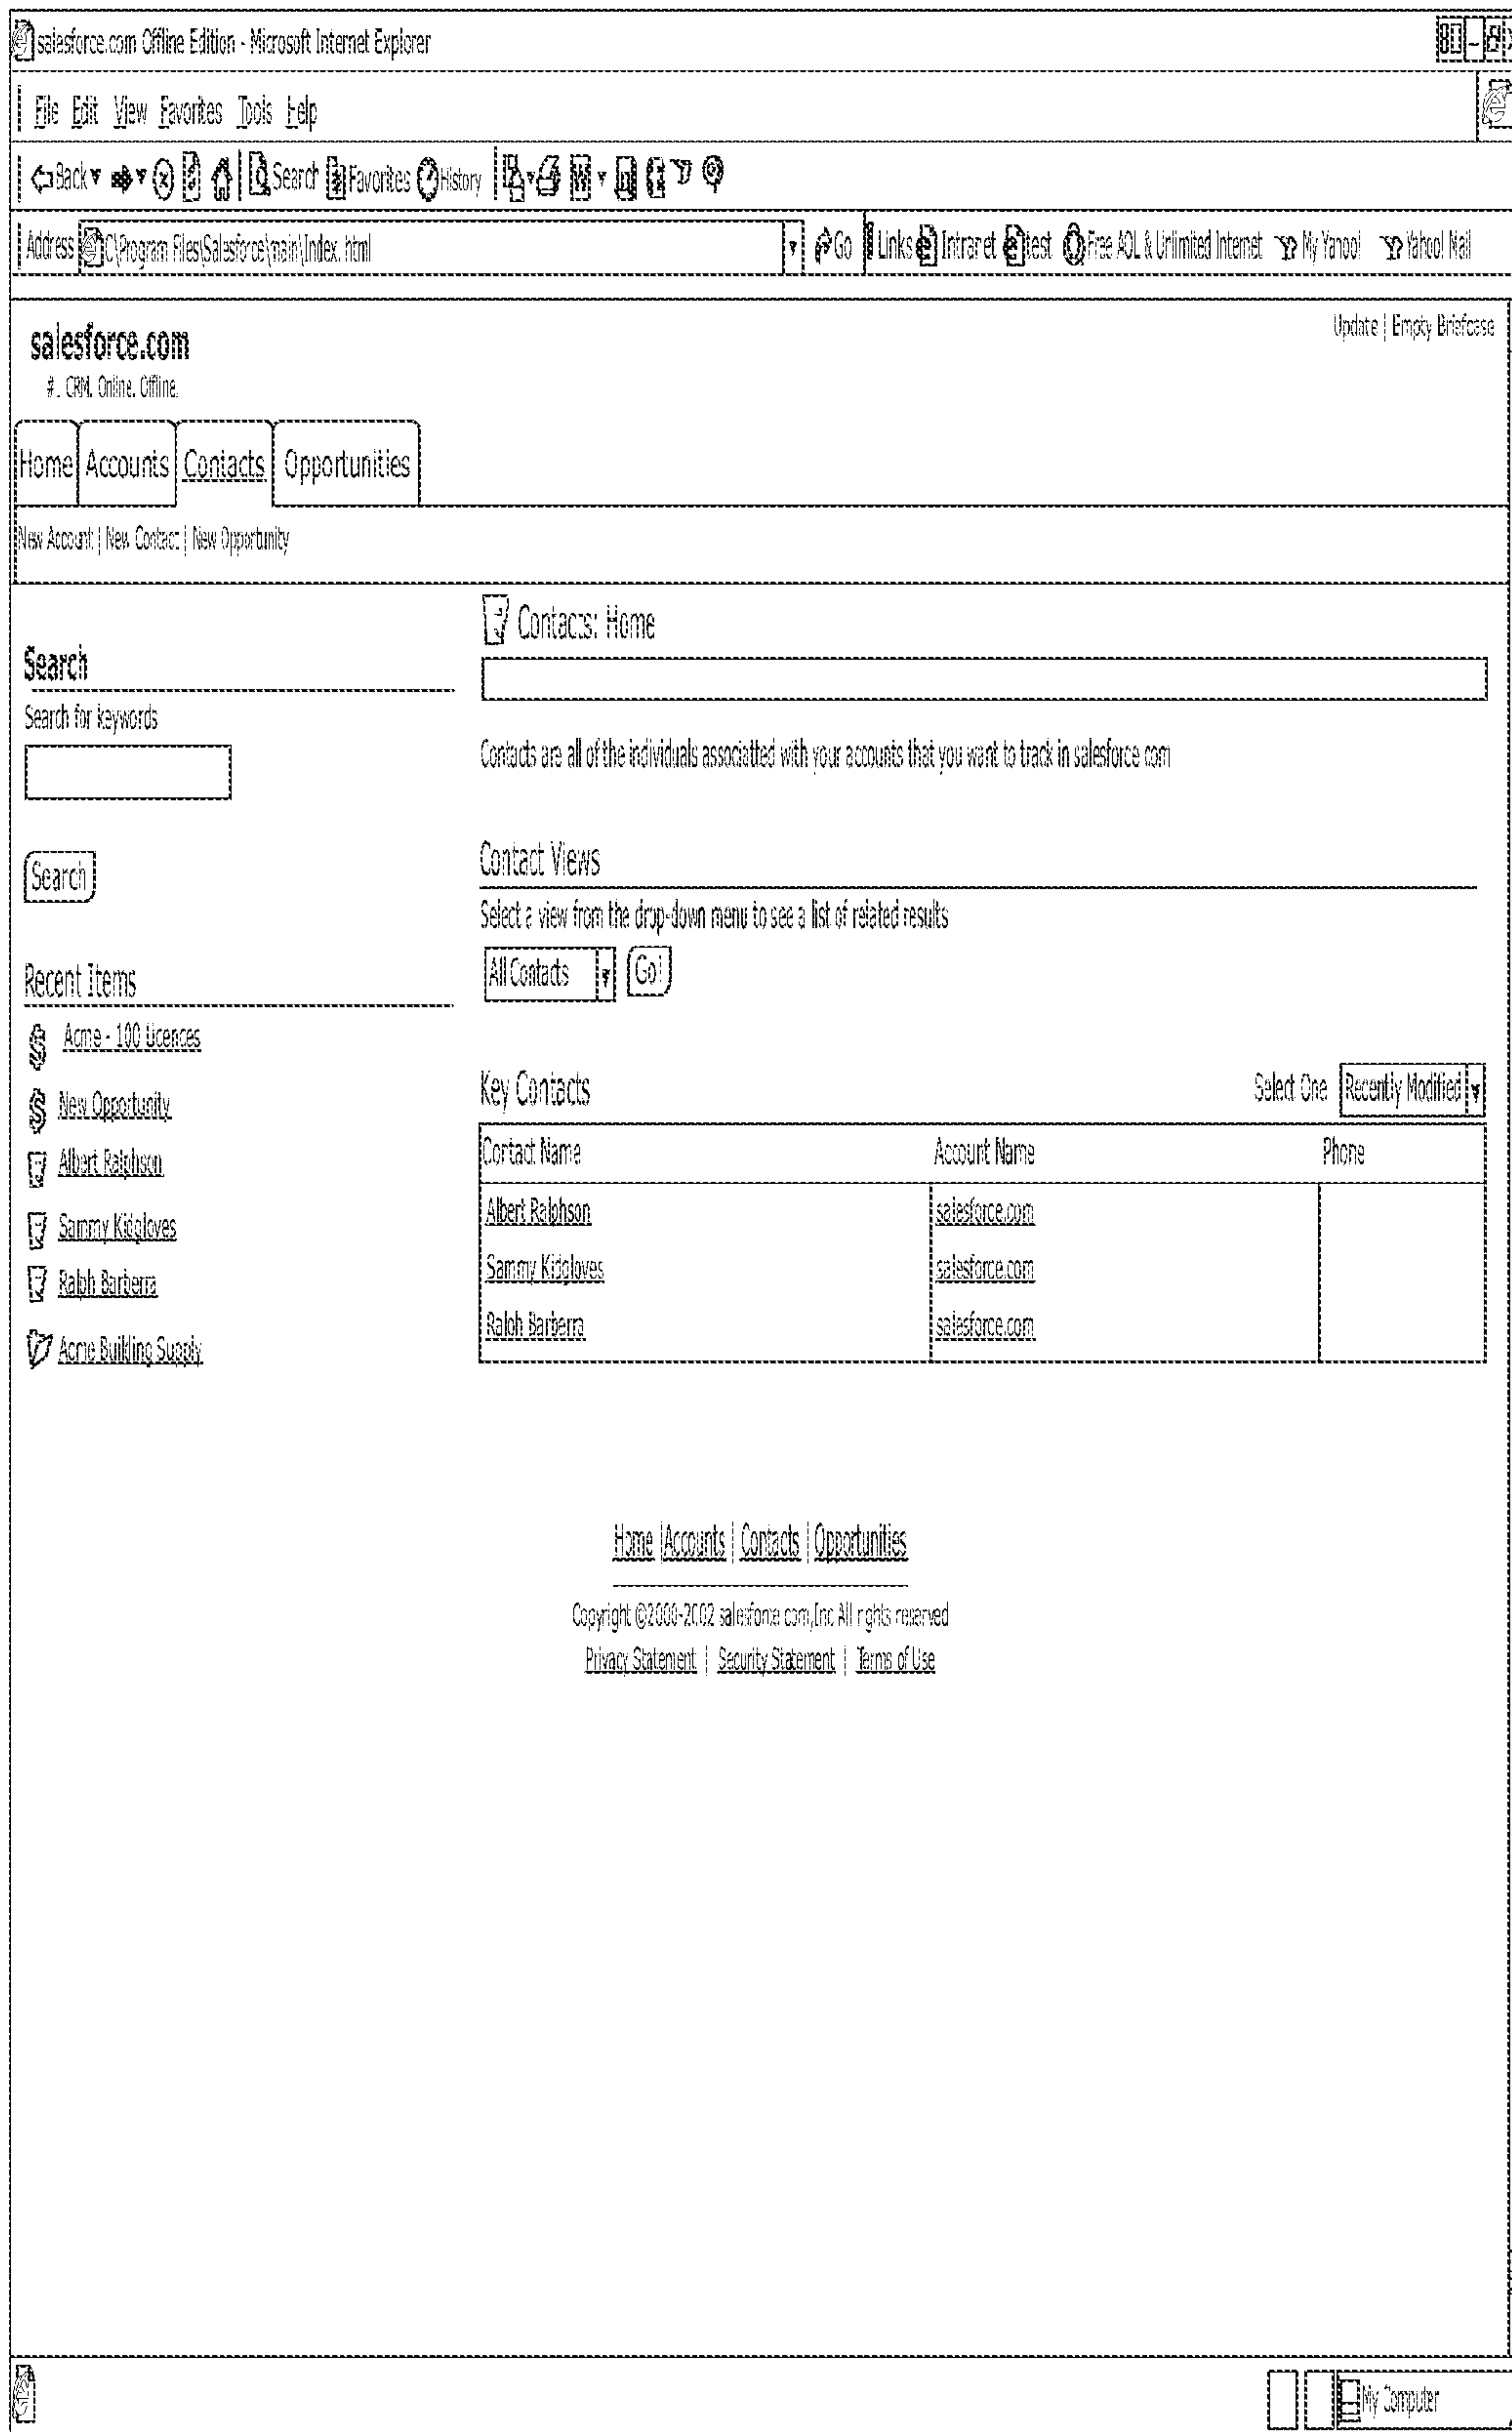 salesforce.com Offline Edition - Microsoft Internet Explorer
File Edit View Favorites Tools Help
Back Search Favorites History
Address C\Program Files\Salesforce\main\Index. html Go Links Intranet test Free AOL & Unlimited Internet My Yahoo! Yahoo! Mail
Update | Empty Briefcase
salesforce.com
#. CRM. Online. Offline.
Home Accounts Contacts Opportunities
New Account | New Contact | New Opportunity
Contacts: Home
Search
Search for keywords
Contacts are all of the individuals associatted with your accounts that you want to track in salesforce com
Search
Contact Views
Select a view from the drop-down menu to see a list of related results
All Contacts Go!
Recent Items
Acme - 100 Licences
New Opportunity
Albert Ralphson
Sammy Kidgloves
Ralph Barberra
Acme Building Supply
Key Contacts Select One Recently Modified
Contact Name Account Name Phone
Albert Ralphson salesforce.com
Sammy Kidgloves salesforce.com
Ralph Barberra salesforce.com
Home | Accounts | Contacts | Opportunities
Copyright ©2000-2002 salesforce com,Inc All rights reserved
Privacy Statement | Security Statement | Terms of Use
My Computer